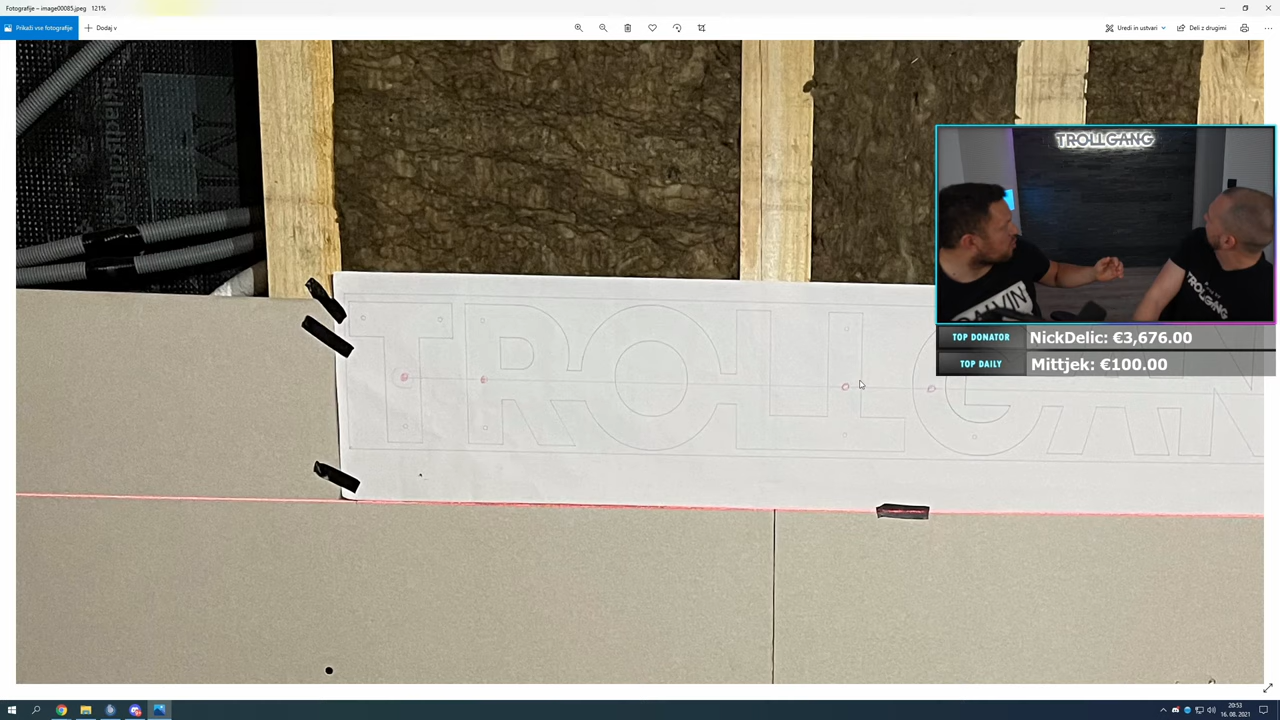 Fotografije – image00085.jpeg 121%
Prikaži vse fotografije
Dodaj v
Uredi in ustvari
Deli z drugimi
TROLLGANG
TROLLGAN
TOP DONATOR NickDelic: €3,676.00
TOP DAILY Mittjek: €100.00
20:53
16. 08. 2021